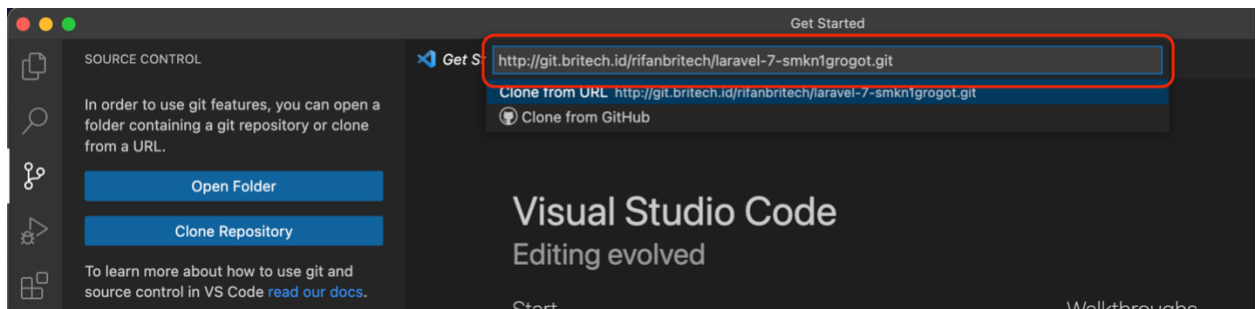 Get Started
SOURCE CONTROL
In order to use git features, you can open a
folder containing a git repository or clone
from a URL.
Open Folder
Clone Repository
To learn more about how to use git and
source control in VS Code read our docs.
Get S
http://git.britech.id/rifanbritech/laravel-7-smkn1grogot.git
Clone from URL http://git.britech.id/rifanbritech/laravel-7-smkn1grogot.git
Clone from GitHub
Visual Studio Code
Editing evolved
Start
Walkthroughs